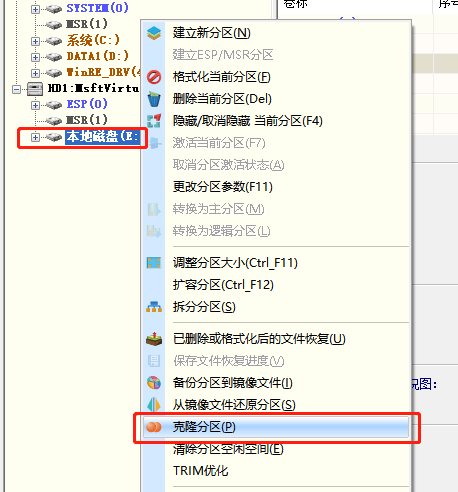 卷标
序号
SYSTEM(0)
MSR(1)
系统(C:)
DATA1(D:)
WinRE_DRV(4
HD1:MsftVirtu
ESP(0)
MSR(1)
本地磁盘(E:
建立新分区(N)
建立ESP/MSR分区
格式化当前分区(F)
删除当前分区(Del)
隐藏/取消隐藏 当前分区(F4)
激活当前分区(F7)
取消分区激活状态(A)
更改分区参数(F11)
转换为主分区(M)
转换为逻辑分区(L)
调整分区大小(Ctrl_F11)
扩容分区(Ctrl_F12)
拆分分区(S)
已删除或格式化后的文件恢复(U)
保存文件恢复进度(V)
备份分区到镜像文件(I)
况图:
从镜像文件还原分区(S)
克隆分区(P)
清除分区空闲空间(E)
TRIM优化